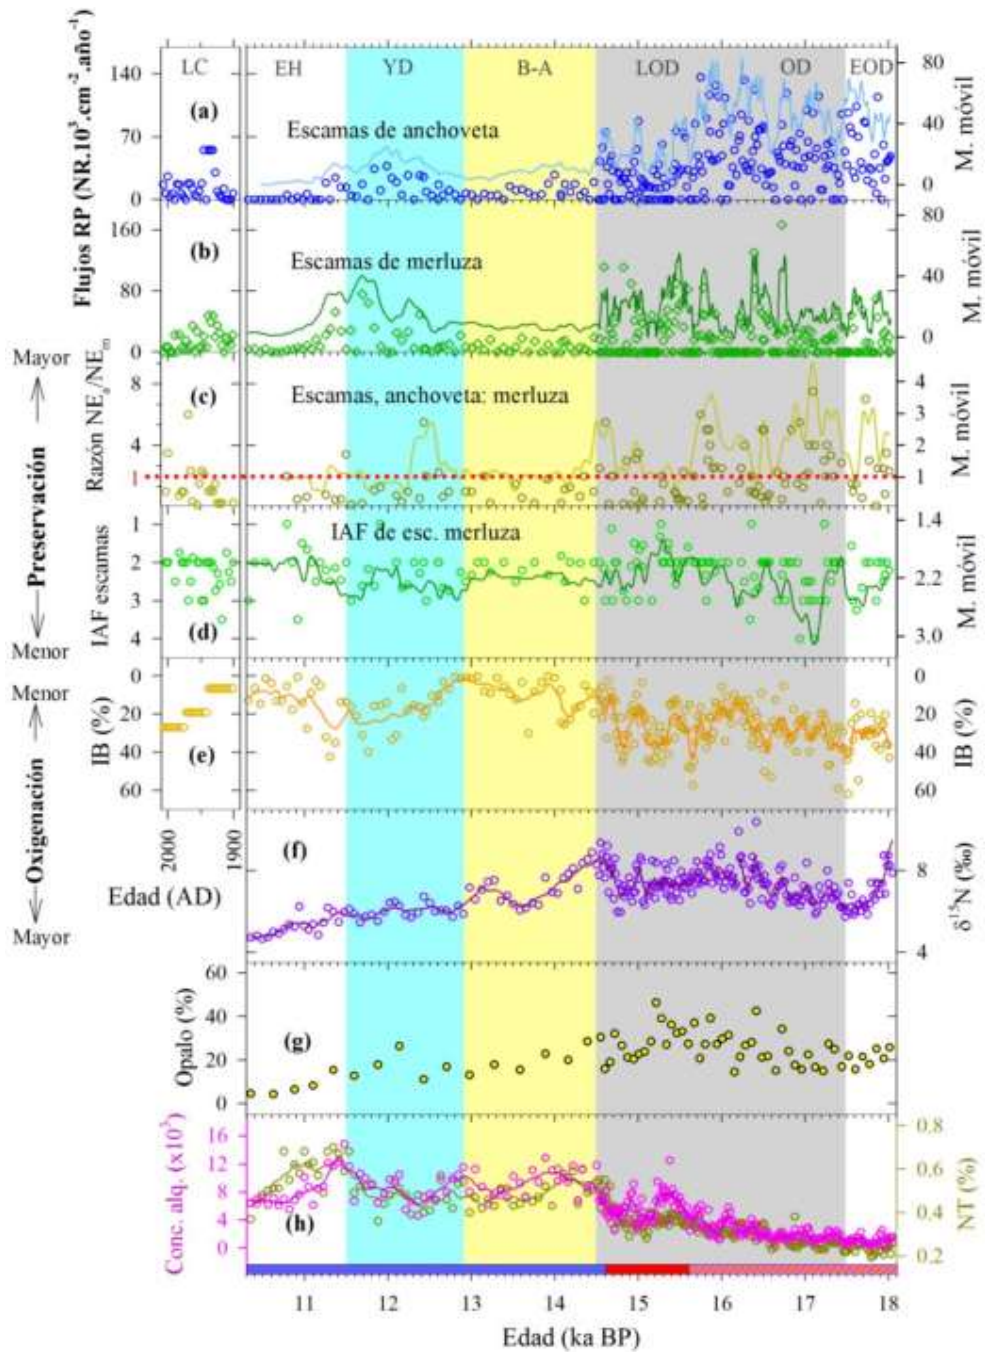 LC EH YD B-A LOD OD EOD
Flujos RP (NR.10³.cm⁻².año⁻¹)
140
70
0
(a)
Escamas de anchoveta
80
40
0
M. móvil
160
80
0
(b)
Escamas de merluza
80
40
0
M. móvil
Mayor
Preservación
Menor
Razón NEa/NEm
8
4
1
(c)
Escamas, anchoveta: merluza
4
3
2
1
M. móvil
IAF escamas
1
2
3
4
(d)
IAF de esc. merluza
1.4
2.2
3.0
M. móvil
Menor
Oxigenación
Mayor
IB (%)
0
20
40
60
(e)
0
20
40
60
IB (%)
2000
1900
Edad (AD)
(f)
8
4
δ¹⁵N (‰)
Opalo (%)
60
40
20
0
(g)
Conc. alq. (x10³)
16
12
8
4
0
(h)
0.8
0.6
0.4
0.2
NT (%)
11 12 13 14 15 16 17 18
Edad (ka BP)